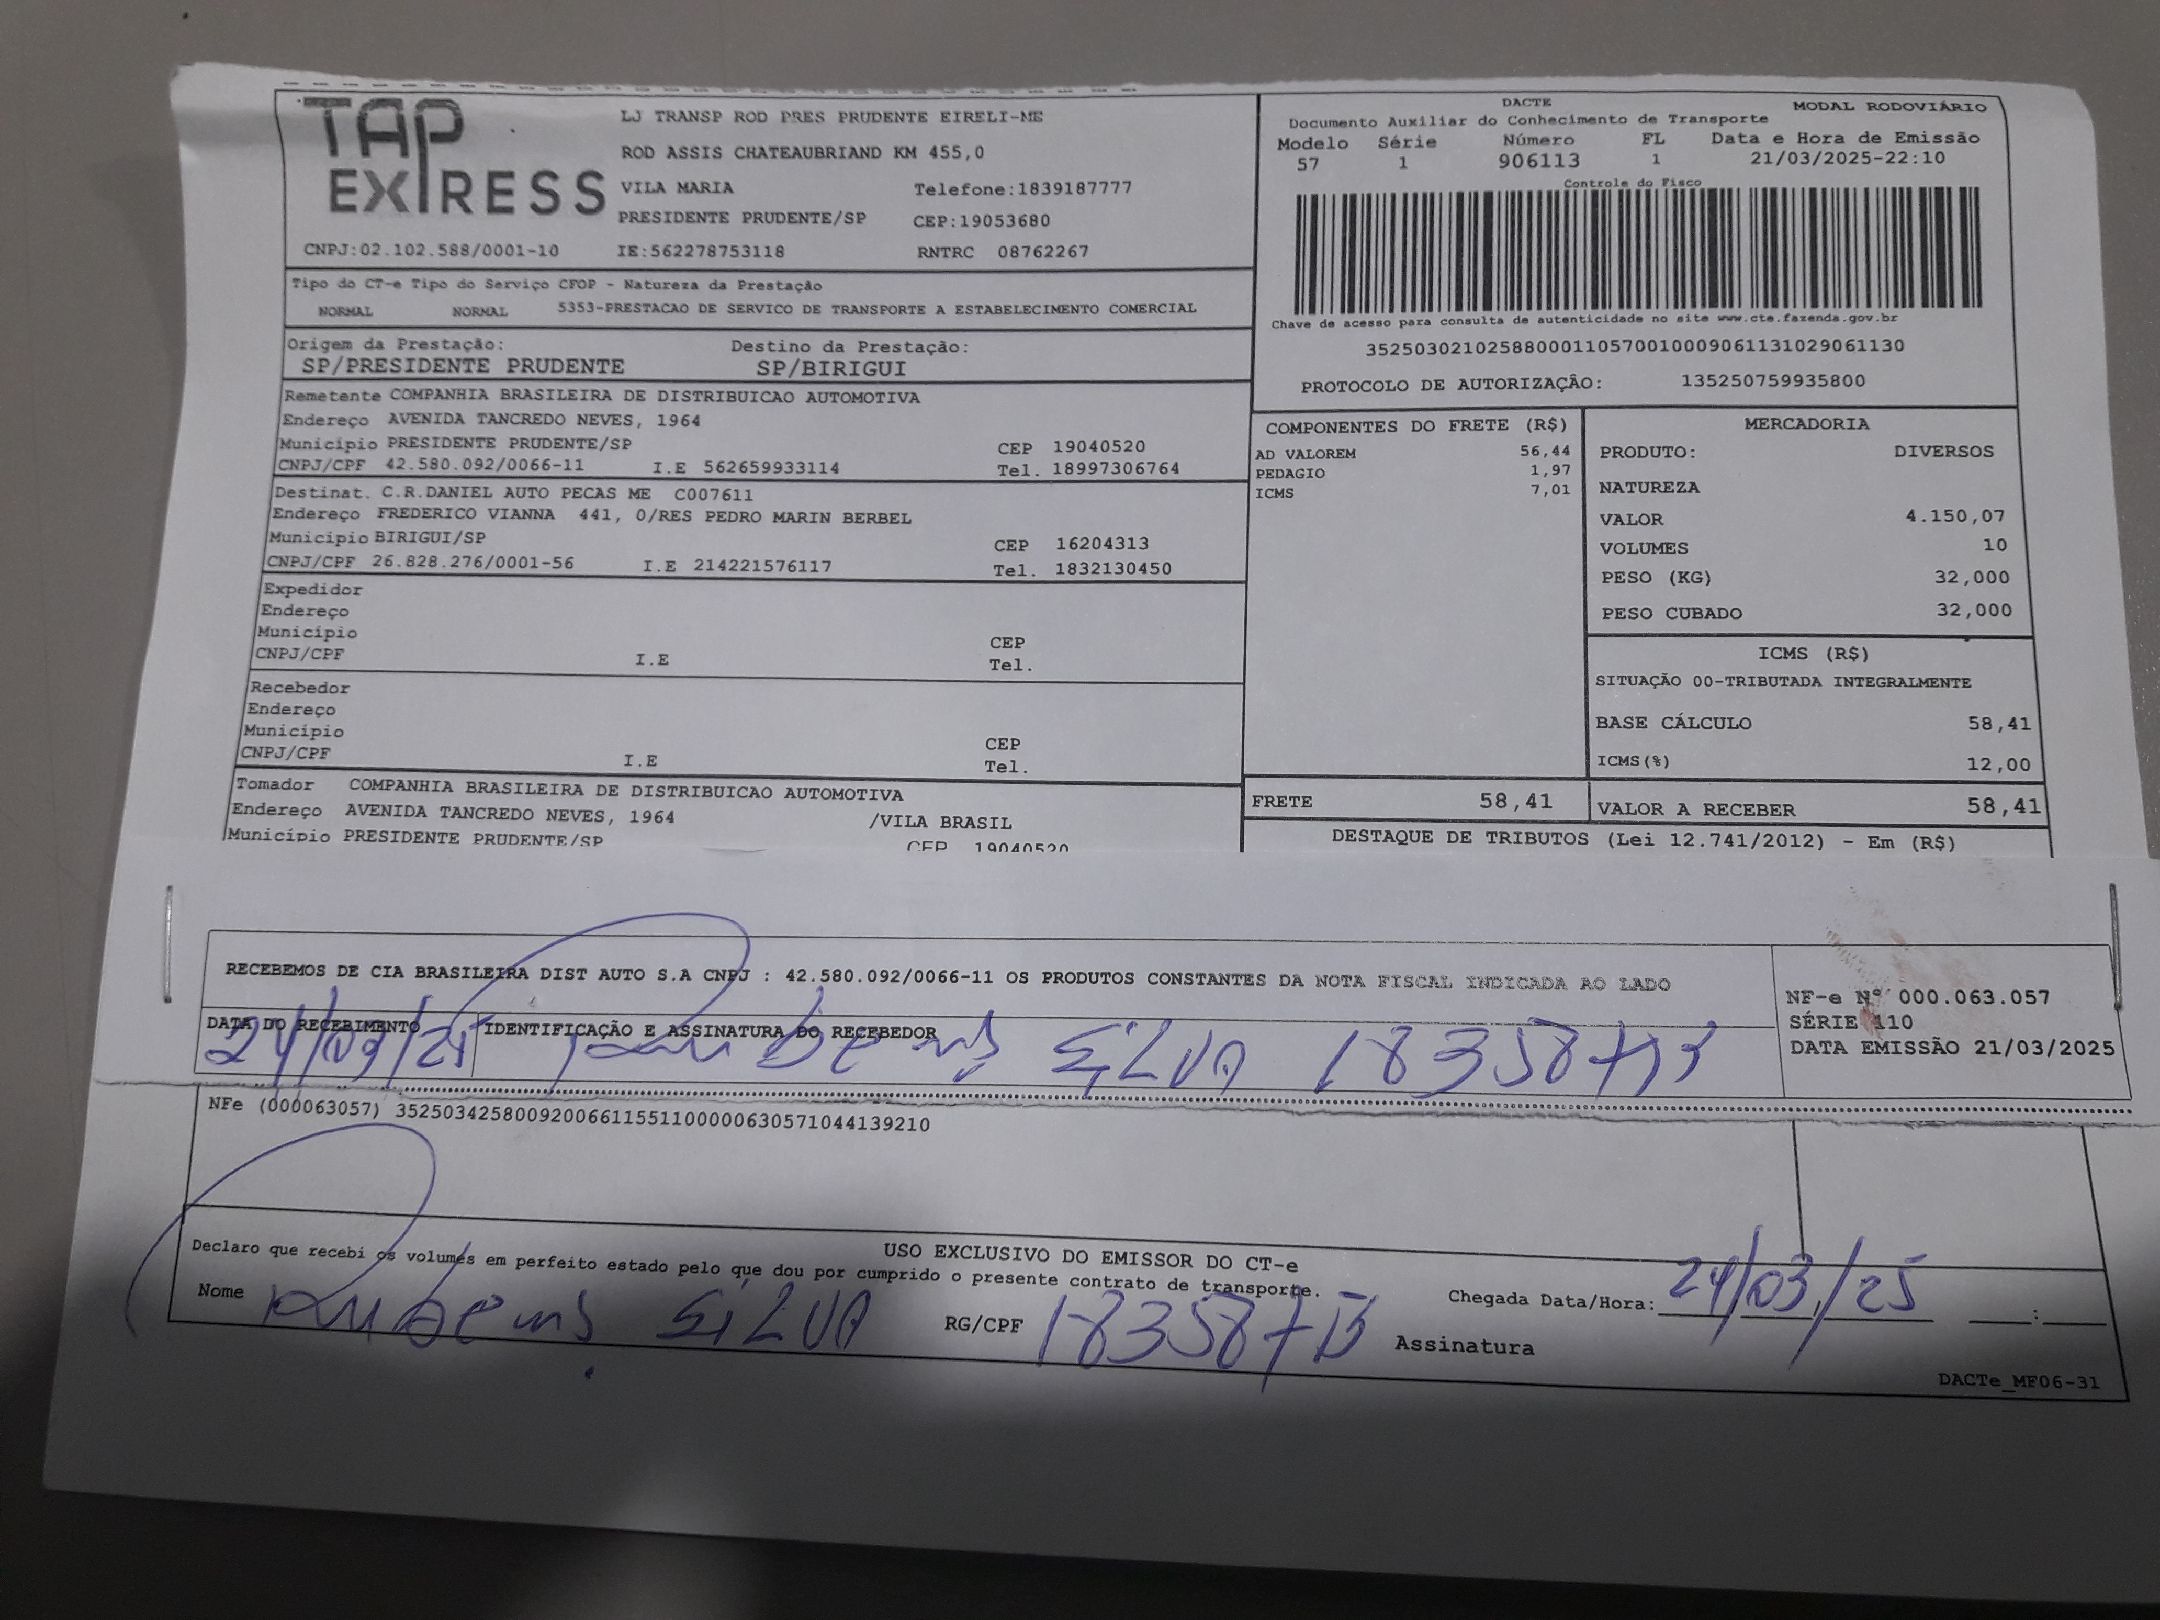 TAP EXPRESS
LJ TRANSP ROD PRES PRUDENTE EIRELI-ME
ROD ASSIS CHATEAUBRIAND KM 455,0
VILA MARIA Telefone:1839187777
PRESIDENTE PRUDENTE/SP CEP:19053680
CNPJ:02.102.588/0001-10 IE:562278753118 RNTRC 08762267
DACTE MODAL RODOVIÁRIO
Documento Auxiliar do Conhecimento de Transporte
Modelo Série Número FL Data e Hora de Emissão
57 1 906113 1 21/03/2025-22:10
Controle do Fisco
Chave de acesso para consulta de autenticidade no site www.cte.fazenda.gov.br
35250302102588000110570010009061131029061130
PROTOCOLO DE AUTORIZAÇÃO: 135250759935800
Tipo do CT-e Tipo do Serviço CFOP - Natureza da Prestação
NORMAL NORMAL 5353-PRESTACAO DE SERVICO DE TRANSPORTE A ESTABELECIMENTO COMERCIAL
Origem da Prestação: Destino da Prestação:
SP/PRESIDENTE PRUDENTE SP/BIRIGUI
Remetente COMPANHIA BRASILEIRA DE DISTRIBUICAO AUTOMOTIVA
Endereço AVENIDA TANCREDO NEVES, 1964
Município PRESIDENTE PRUDENTE/SP CEP 19040520
CNPJ/CPF 42.580.092/0066-11 I.E 562659933114 Tel. 18997306764
Destinat. C.R.DANIEL AUTO PECAS ME C007611
Endereço FREDERICO VIANNA 441, 0/RES PEDRO MARIN BERBEL
Município BIRIGUI/SP CEP 16204313
CNPJ/CPF 26.828.276/0001-56 I.E 214221576117 Tel. 1832130450
Expedidor
Endereço
Município CEP
CNPJ/CPF I.E Tel.
Recebedor
Endereço
Município CEP
CNPJ/CPF I.E Tel.
Tomador COMPANHIA BRASILEIRA DE DISTRIBUICAO AUTOMOTIVA
Endereço AVENIDA TANCREDO NEVES, 1964 /VILA BRASIL
Município PRESIDENTE PRUDENTE/SP CEP 19040520
COMPONENTES DO FRETE (R$)
AD VALOREM 56,44
PEDAGIO 1,97
ICMS 7,01
FRETE 58,41
MERCADORIA
PRODUTO: DIVERSOS
NATUREZA
VALOR 4.150,07
VOLUMES 10
PESO (KG) 32,000
PESO CUBADO 32,000
ICMS (R$)
SITUAÇÃO 00-TRIBUTADA INTEGRALMENTE
BASE CÁLCULO 58,41
ICMS(%) 12,00
VALOR A RECEBER 58,41
DESTAQUE DE TRIBUTOS (Lei 12.741/2012) - Em (R$)
RECEBEMOS DE CIA BRASILEIRA DIST AUTO S.A CNPJ : 42.580.092/0066-11 OS PRODUTOS CONSTANTES DA NOTA FISCAL INDICADA AO LADO
DATA DO RECEBIMENTO IDENTIFICAÇÃO E ASSINATURA DO RECEBEDOR
24/03/25 Rubens SiLVA
NF-e Nº 000.063.057
SÉRIE 110
DATA EMISSÃO 21/03/2025
NFe (000063057) 35250342580092006611551100000630571044139210
USO EXCLUSIVO DO EMISSOR DO CT-e
Declaro que recebi os volumes em perfeito estado pelo que dou por cumprido o presente contrato de transporte.
Nome Rubens SiLVA RG/CPF Assinatura
Chegada Data/Hora: 24/03/25 :
DACTe_MF06-31